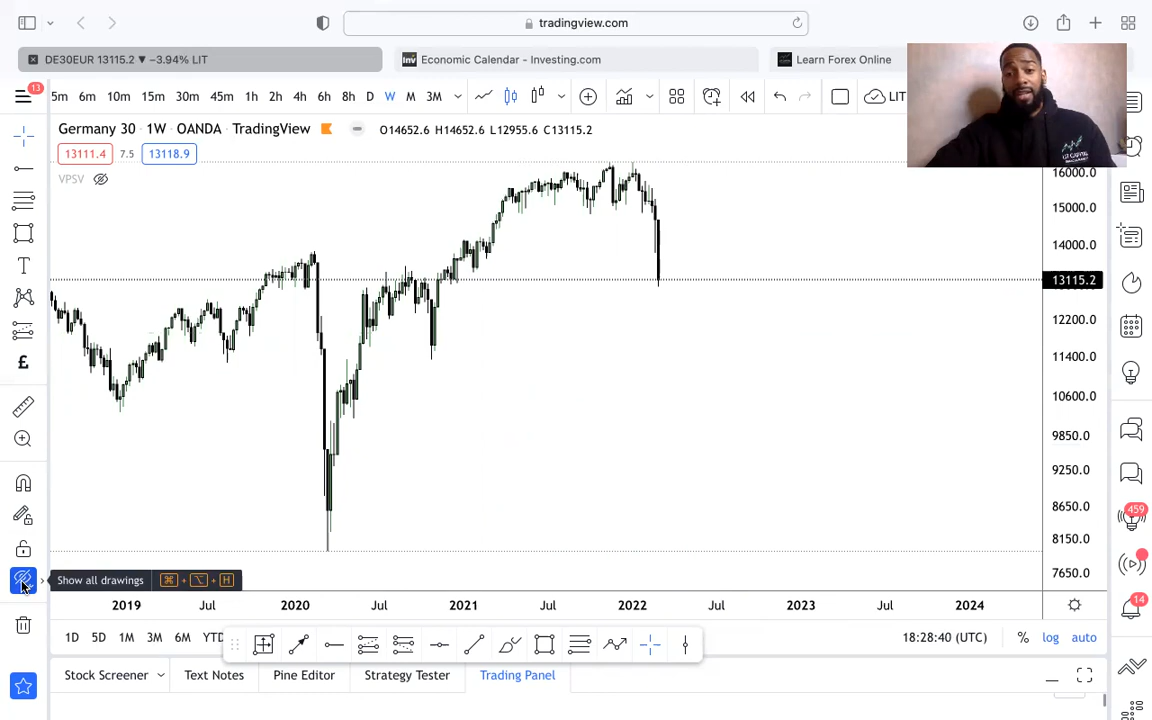 tradingview.com
DE30EUR 13115.2 ▼ −3.94% LIT
Inv Economic Calendar - Investing.com
Learn Forex Online
13
5m 6m 10m 15m 30m 45m 1h 2h 4h 6h 8h D W M 3M
LIT
Germany 30 · 1W · OANDA · TradingView O14652.6 H14652.6 L12955.6 C13115.2
13111.4 7.5 13118.9
VPSV
16000.0
15000.0
14000.0
13115.2
12200.0
11400.0
10600.0
9850.0
9250.0
8650.0
8150.0
7650.0
T
£
459
14
Show all drawings ⌘ + ⌥ + H
2019 Jul 2020 Jul 2021 Jul 2022 Jul 2023 Jul 2024
1D 5D 1M 3M 6M YTD
18:28:40 (UTC) % log auto
Stock Screener Text Notes Pine Editor Strategy Tester Trading Panel